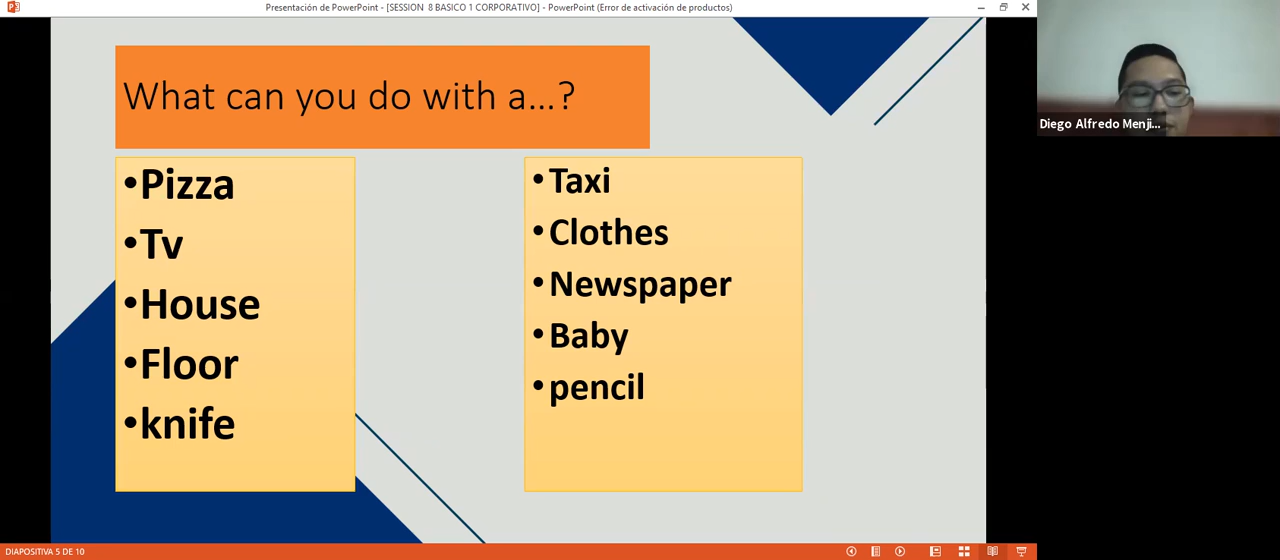 Presentación de PowerPoint - [SESSION 8 BASICO 1 CORPORATIVO] - PowerPoint (Error de activación de productos)
What can you do with a...?
•Pizza
•Tv
•House
•Floor
•knife
•Taxi
•Clothes
•Newspaper
•Baby
•pencil
Diego Alfredo Menji...
DIAPOSITIVA 5 DE 10